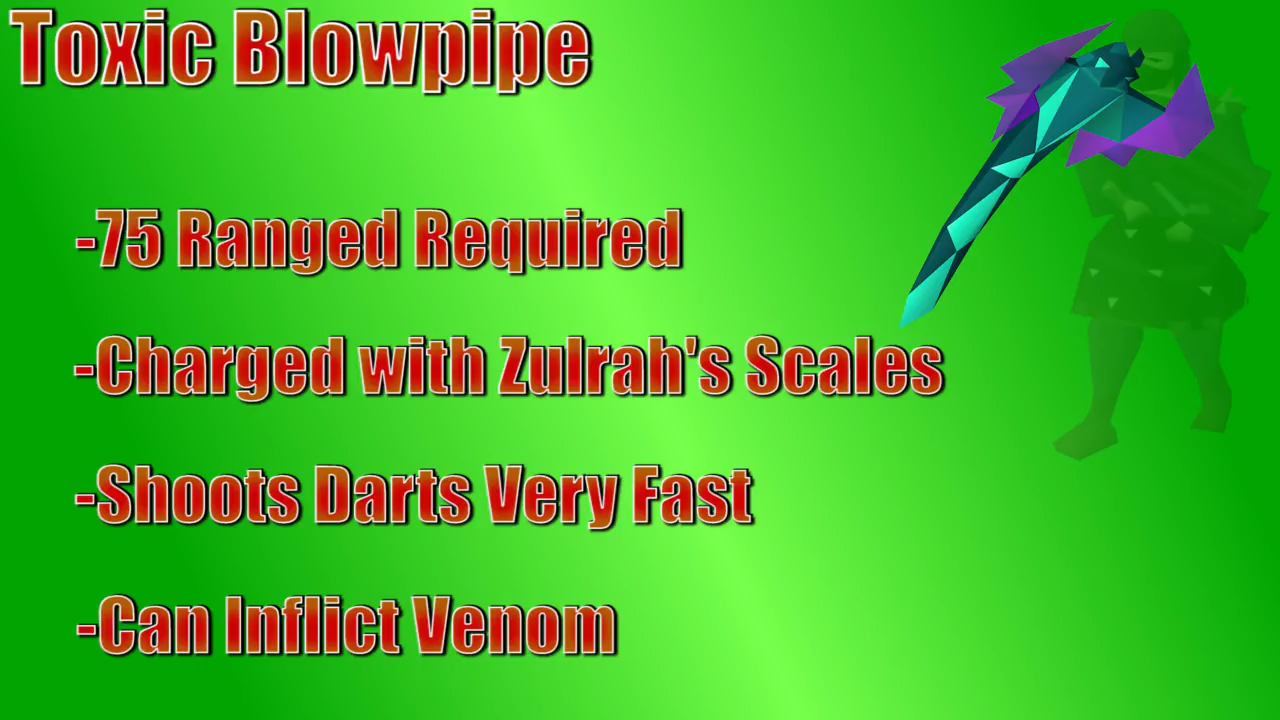 Toxic Blowpipe
-75 Ranged Required
-Charged with Zulrah's Scales
-Shoots Darts Very Fast
-Can Inflict Venom